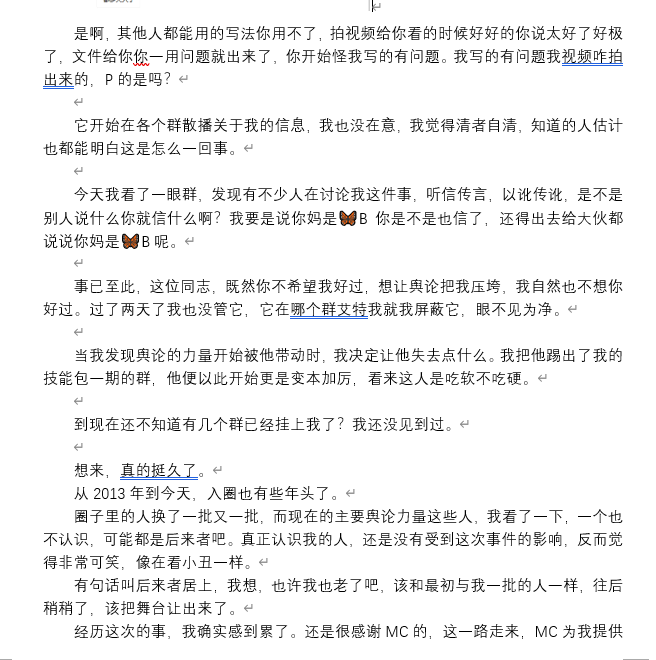 是啊，其他人都能用的写法你用不了，拍视频给你看的时候好好的你说太好了好极
了，文件给你你一用问题就出来了，你开始怪我写的有问题。我写的有问题我视频咋拍
出来的，P 的是吗？
它开始在各个群散播关于我的信息，我也没在意，我觉得清者自清，知道的人估计
也都能明白这是怎么一回事。
今天我看了一眼群，发现有不少人在讨论我这件事，听信传言，以讹传讹，是不是
别人说什么你就信什么啊？我要是说你妈是🦋B 你是不是也信了，还得出去给大伙都
说说你妈是🦋B 呢。
事已至此，这位同志，既然你不希望我好过，想让舆论把我压垮，我自然也不想你
好过。过了两天了我也没管它，它在哪个群艾特我就我屏蔽它，眼不见为净。
当我发现舆论的力量开始被他带动时，我决定让他失去点什么。我把他踢出了我的
技能包一期的群，他便以此开始更是变本加厉，看来这人是吃软不吃硬。
到现在还不知道有几个群已经挂上我了？我还没见到过。
想来，真的挺久了。
从 2013 年到今天，入圈也有些年头了。
圈子里的人换了一批又一批，而现在的主要舆论力量这些人，我看了一下，一个也
不认识，可能都是后来者吧。真正认识我的人，还是没有受到这次事件的影响，反而觉
得非常可笑，像在看小丑一样。
有句话叫后来者居上，我想，也许我也老了吧，该和最初与我一批的人一样，往后
稍稍了，该把舞台让出来了。
经历这次的事，我确实感到累了。还是很感谢 MC 的，这一路走来，MC 为我提供